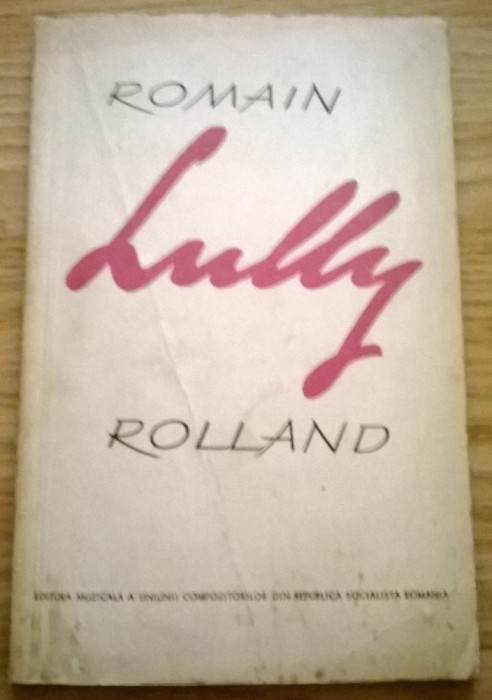 ROMAIN
Lully
ROLLAND
EDITURA MUZICALĂ A UNIUNII COMPOZITORILOR DIN REPUBLICA SOCIALISTĂ ROMÂNIA